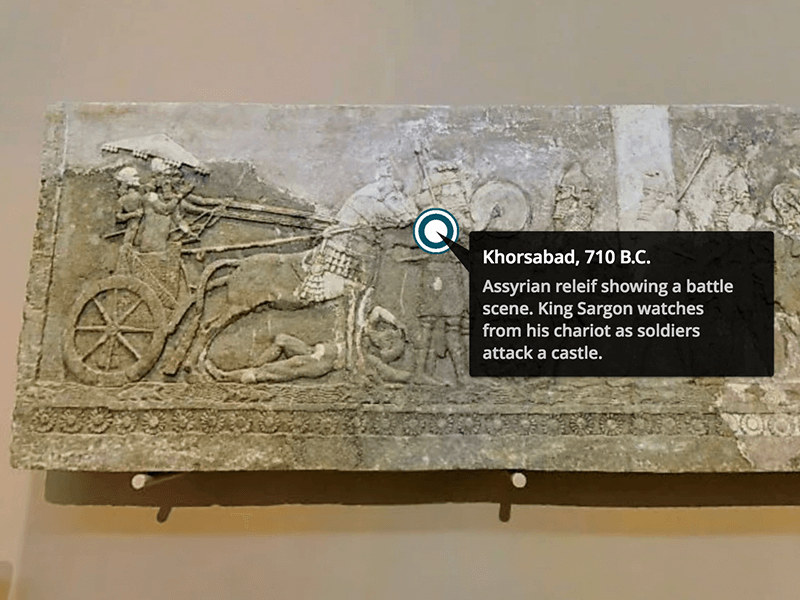 Khorsabad, 710 B.C.
Assyrian releif showing a battle
scene. King Sargon watches
from his chariot as soldiers
attack a castle.